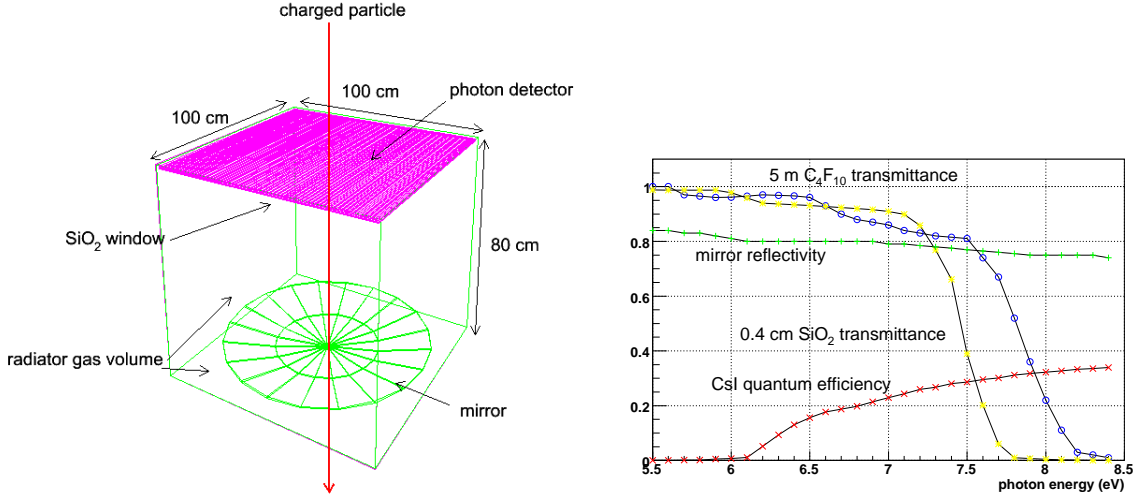 charged particle
100 cm
100 cm
photon detector
SiO₂ window
80 cm
radiator gas volume
mirror
5 m C₄F₁₀ transmittance
mirror reflectivity
0.4 cm SiO₂ transmittance
CsI quantum efficiency
1
0.8
0.6
0.4
0.2
0
5.5 6 6.5 7 7.5 8 8.5
photon energy (eV)